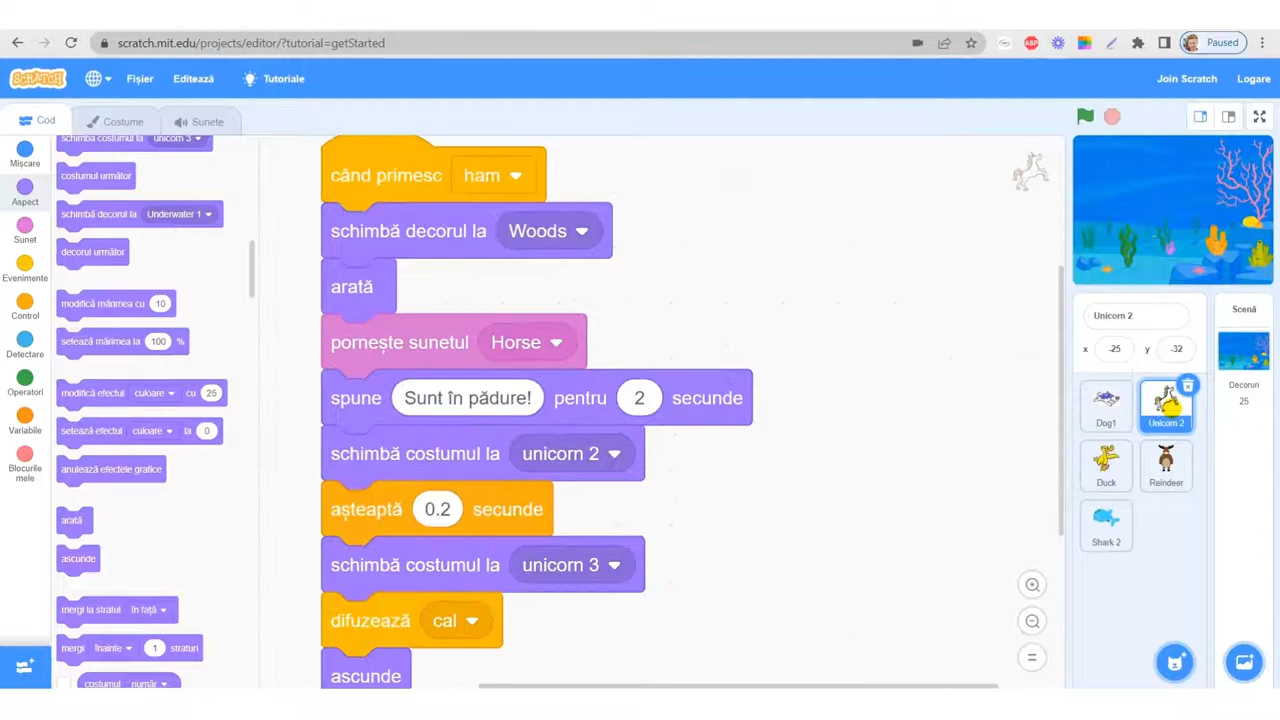 scratch.mit.edu/projects/editor/?tutorial=getStarted
ABP
Paused
SCRATCH
Fișier
Editează
Tutoriale
Join Scratch
Logare
Cod
Costume
Sunete
Mișcare
Aspect
Sunet
Evenimente
Control
Detectare
Operatori
Variabile
Blocurile
mele
schimbă costumul la unicorn 3
costumul următor
schimbă decorul la Underwater 1
decorul următor
modifică mărimea cu 10
setează mărimea la 100 %
modifică efectul culoare cu 25
setează efectul culoare la 0
anulează efectele grafice
arată
ascunde
mergi la stratul în față
mergi înainte 1 straturi
costumul număr
când primesc ham
schimbă decorul la Woods
arată
pornește sunetul Horse
spune Sunt în pădure! pentru 2 secunde
schimbă costumul la unicorn 2
așteaptă 0.2 secunde
schimbă costumul la unicorn 3
difuzează cal
ascunde
Unicorn 2
x -25 y -32
Dog1
Unicorn 2
Duck
Reindeer
Shark 2
Scenă
Decoruri
25